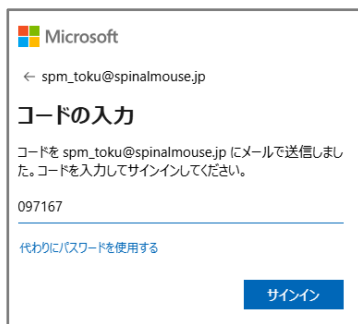 Microsoft
← spm_toku@spinalmouse.jp
コードの入力
コードを spm_toku@spinalmouse.jp にメールで送信しまし
た。コードを入力してサインインしてください。
097167
代わりにパスワードを使用する
サインイン